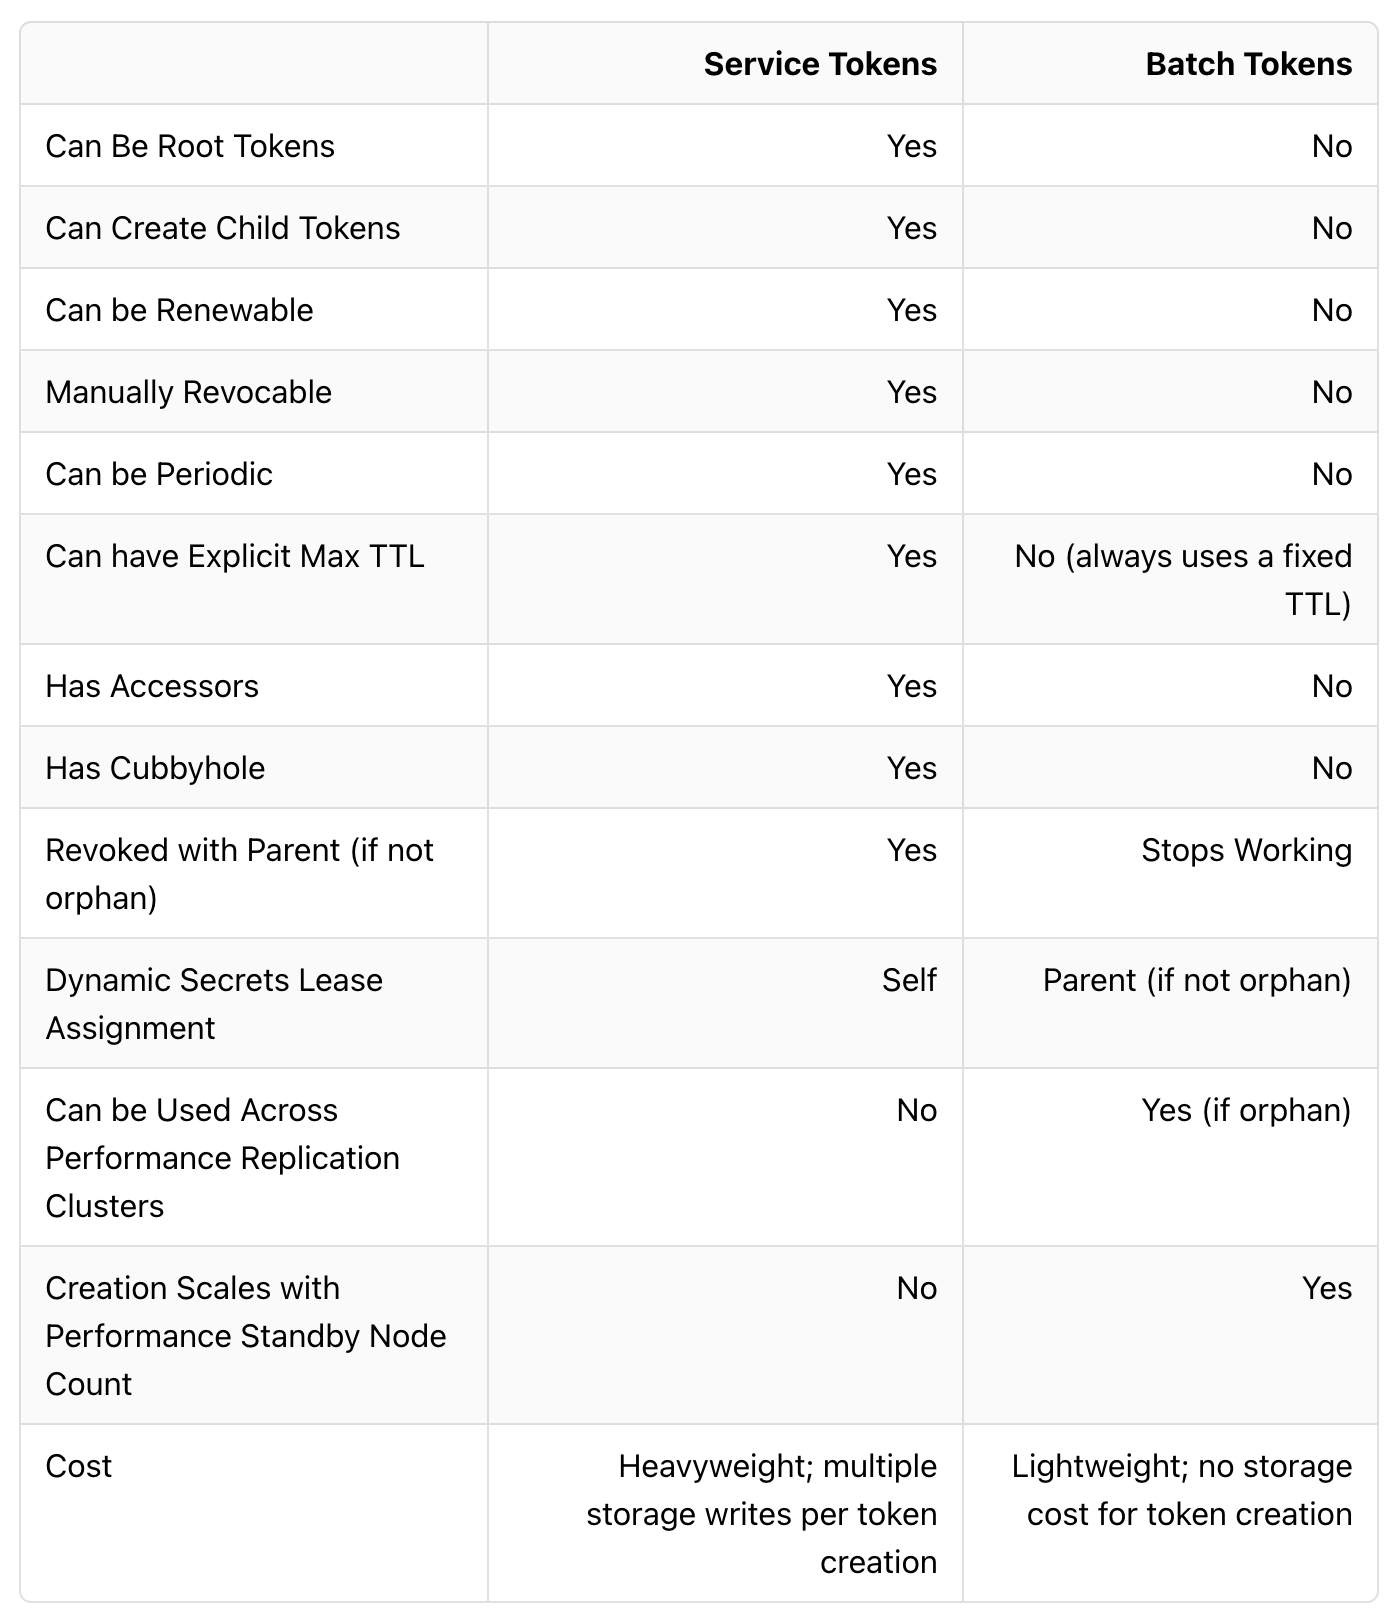 Service Tokens Batch Tokens
Can Be Root Tokens Yes No
Can Create Child Tokens Yes No
Can be Renewable Yes No
Manually Revocable Yes No
Can be Periodic Yes No
Can have Explicit Max TTL Yes No (always uses a fixed
TTL)
Has Accessors Yes No
Has Cubbyhole Yes No
Revoked with Parent (if not Yes Stops Working
orphan)
Dynamic Secrets Lease Self Parent (if not orphan)
Assignment
Can be Used Across No Yes (if orphan)
Performance Replication
Clusters
Creation Scales with No Yes
Performance Standby Node
Count
Cost Heavyweight; multiple Lightweight; no storage
storage writes per token cost for token creation
creation